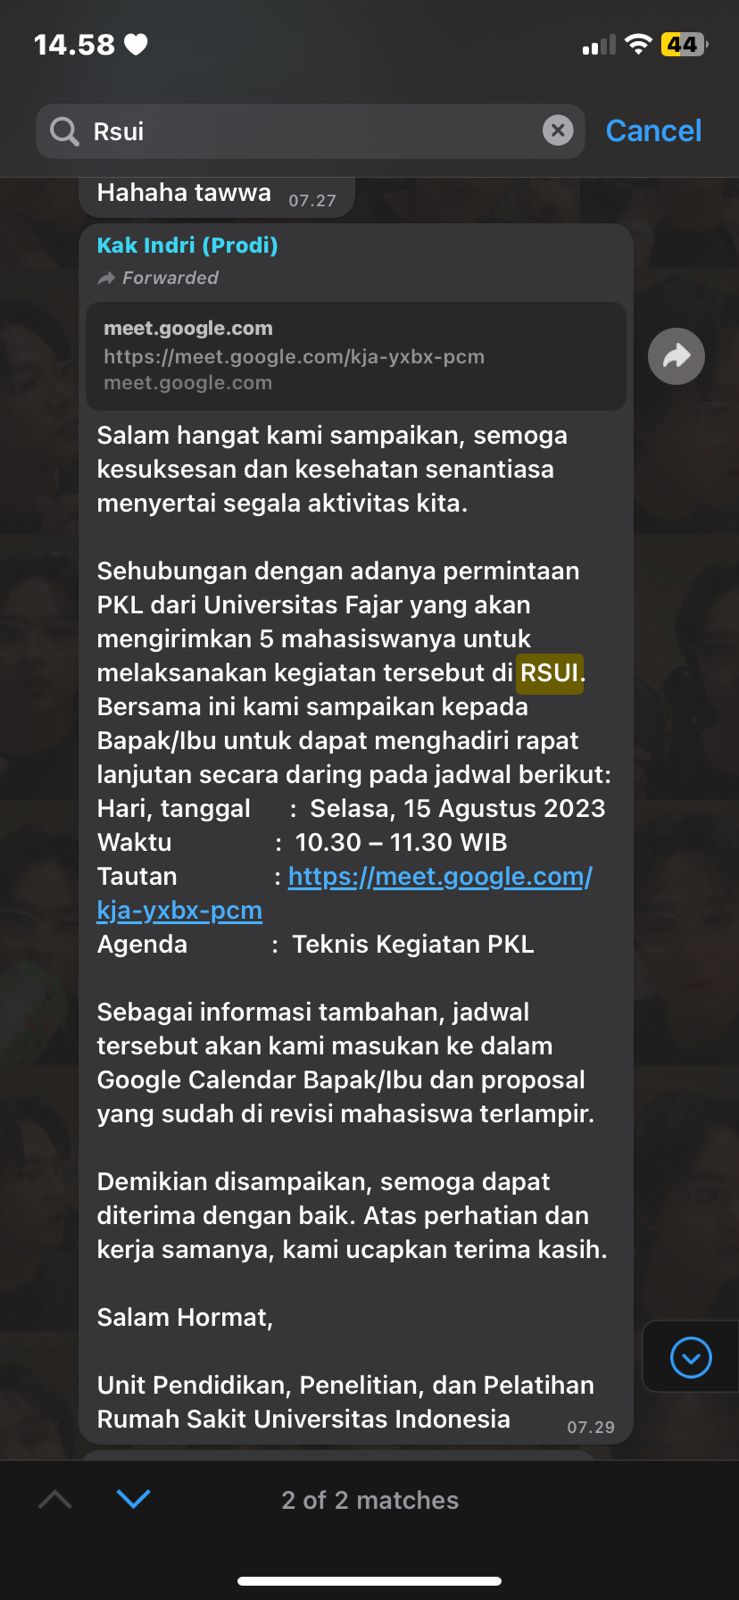 14.58
44
Rsui
Cancel
Hahaha tawwa 07.27
Kak Indri (Prodi)
Forwarded
meet.google.com
https://meet.google.com/kja-yxbx-pcm
meet.google.com
Salam hangat kami sampaikan, semoga
kesuksesan dan kesehatan senantiasa
menyertai segala aktivitas kita.
Sehubungan dengan adanya permintaan
PKL dari Universitas Fajar yang akan
mengirimkan 5 mahasiswanya untuk
melaksanakan kegiatan tersebut di RSUI.
Bersama ini kami sampaikan kepada
Bapak/Ibu untuk dapat menghadiri rapat
lanjutan secara daring pada jadwal berikut:
Hari, tanggal : Selasa, 15 Agustus 2023
Waktu : 10.30 – 11.30 WIB
Tautan : https://meet.google.com/
kja-yxbx-pcm
Agenda : Teknis Kegiatan PKL
Sebagai informasi tambahan, jadwal
tersebut akan kami masukan ke dalam
Google Calendar Bapak/Ibu dan proposal
yang sudah di revisi mahasiswa terlampir.
Demikian disampaikan, semoga dapat
diterima dengan baik. Atas perhatian dan
kerja samanya, kami ucapkan terima kasih.
Salam Hormat,
Unit Pendidikan, Penelitian, dan Pelatihan
Rumah Sakit Universitas Indonesia 07.29
2 of 2 matches